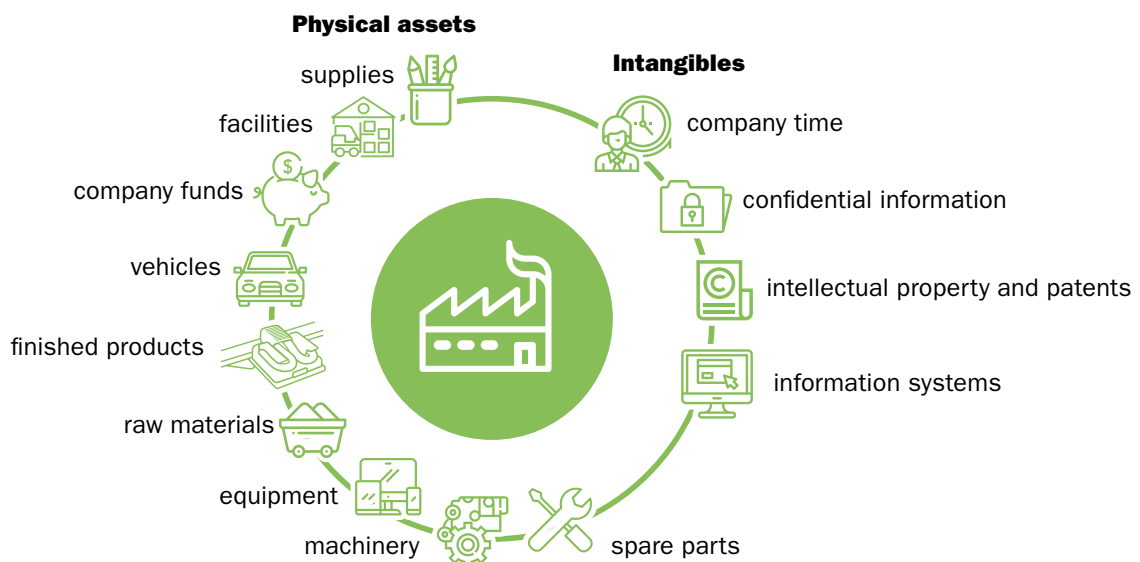 Physical assets
supplies
facilities
company funds
$
vehicles
finished products
raw materials
equipment
machinery
spare parts
Intangibles
company time
confidential information
C
intellectual property and patents
information systems